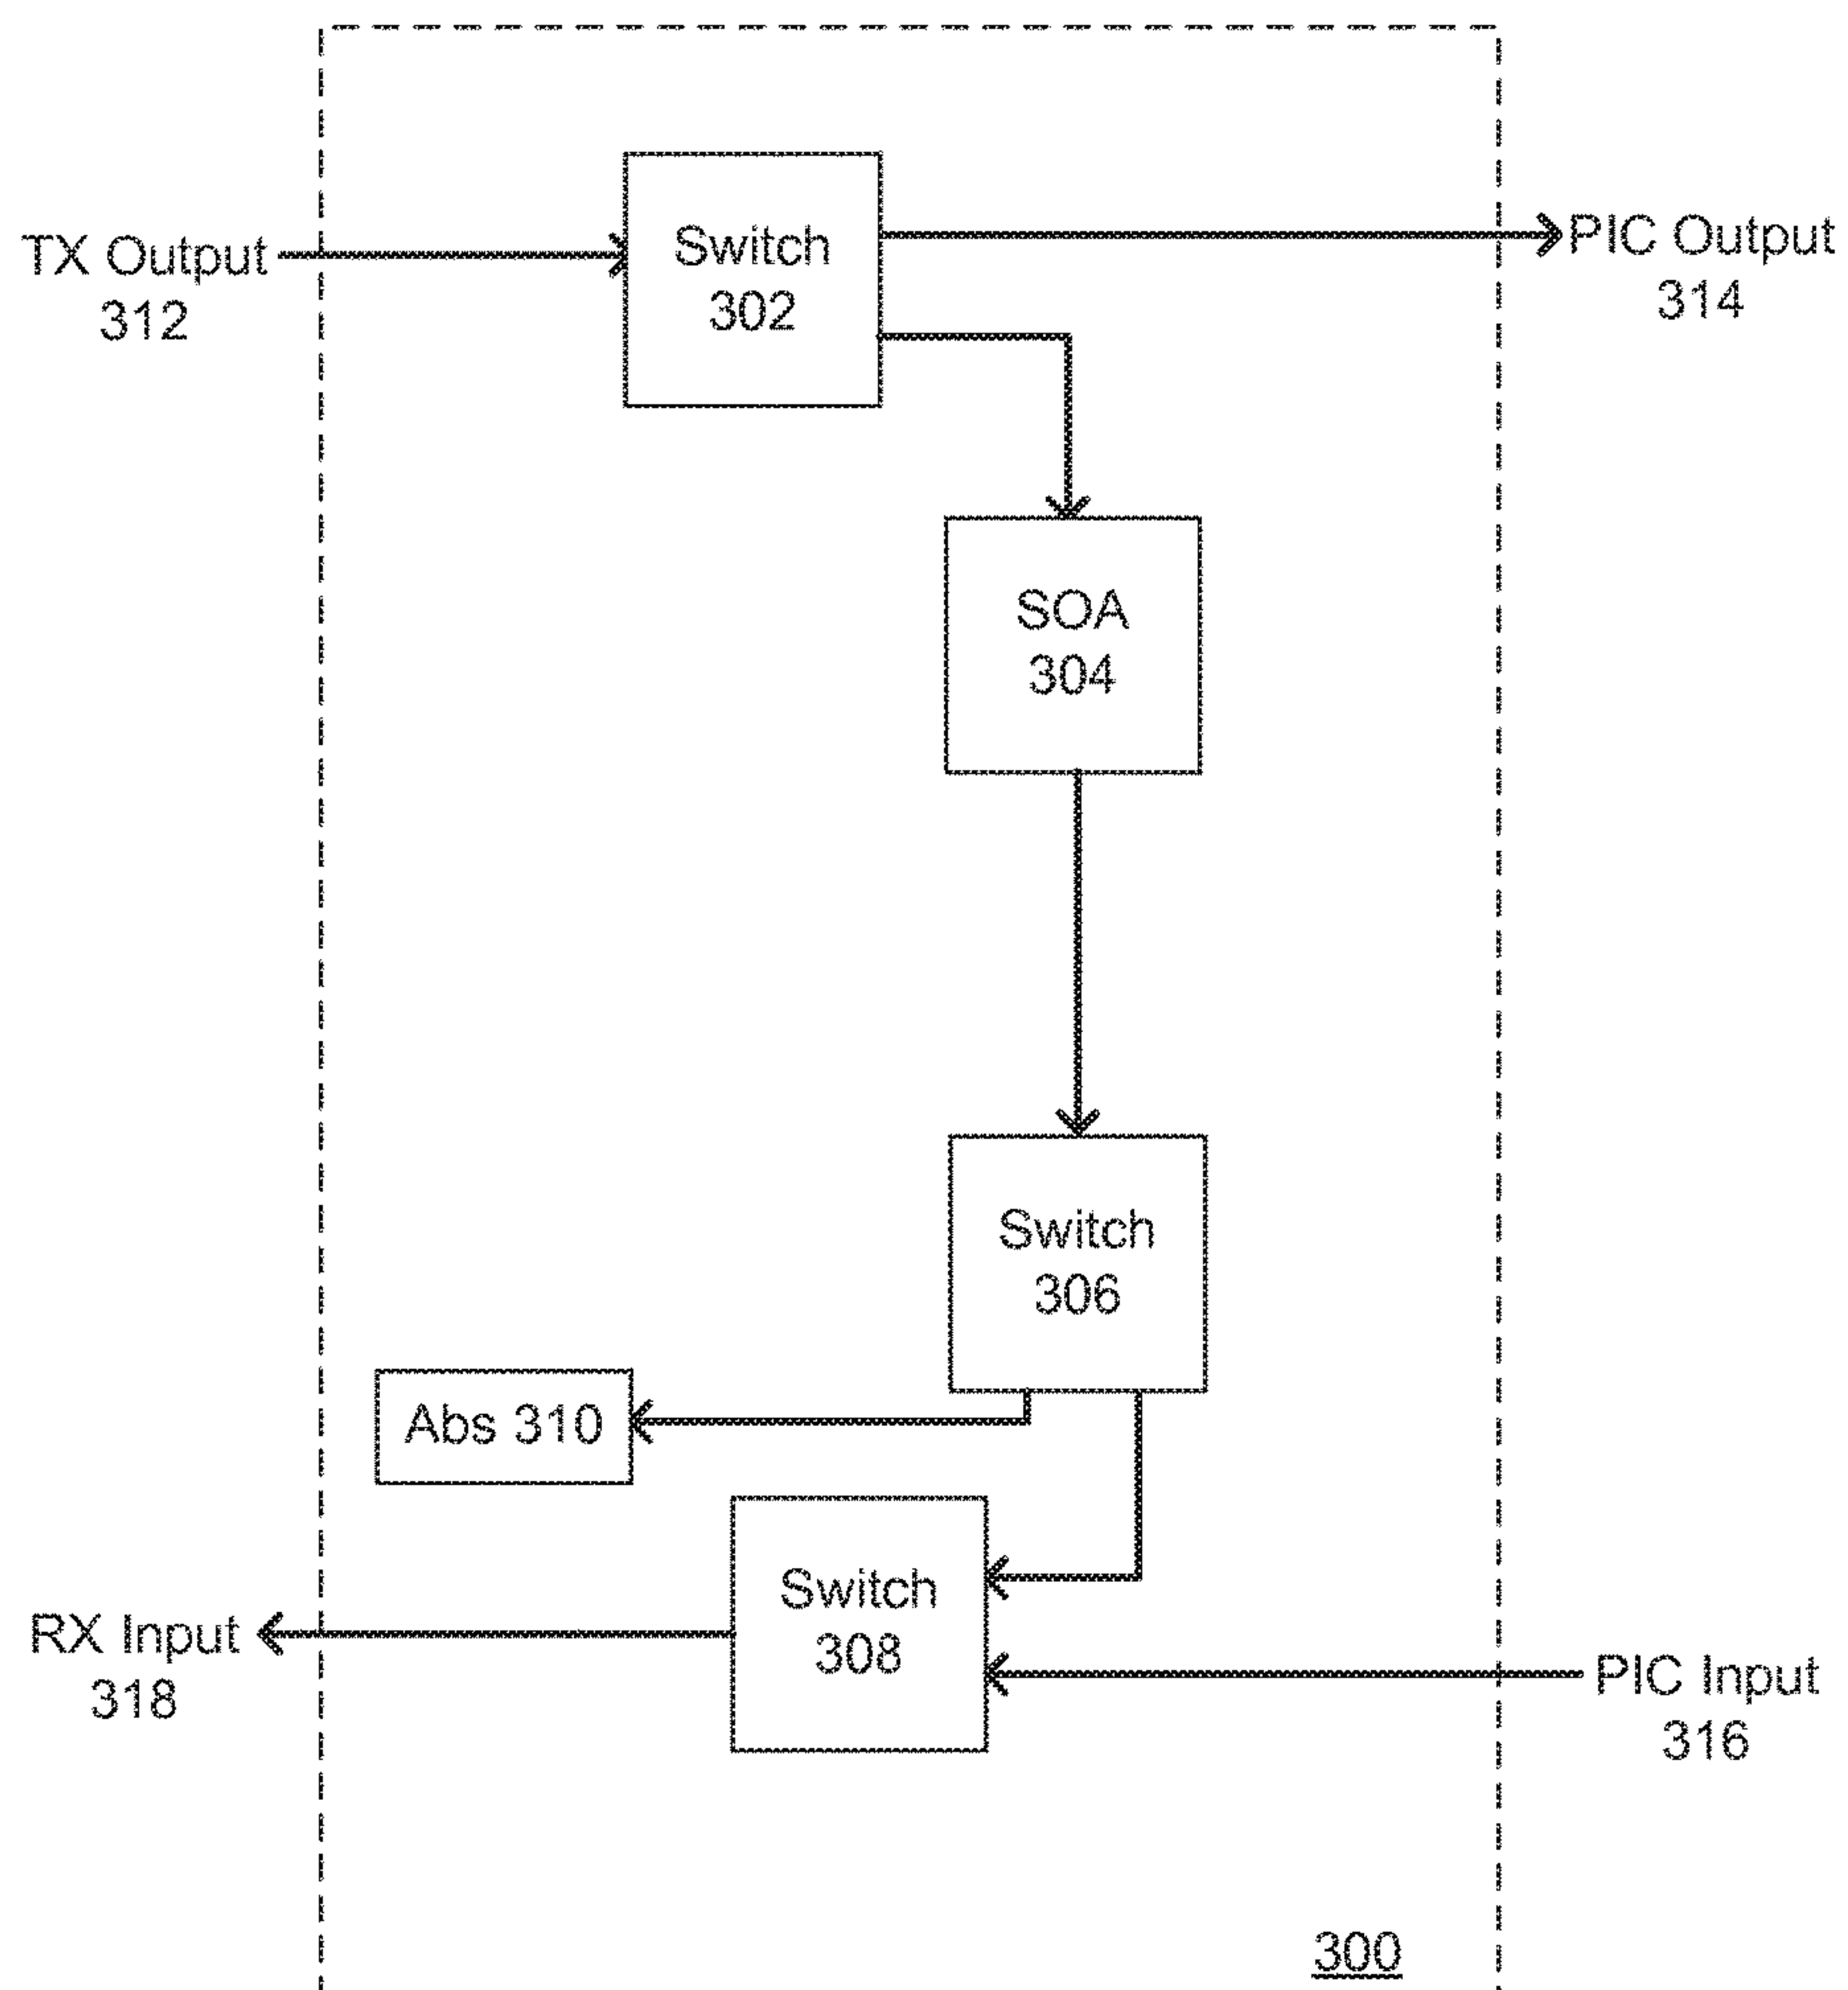 TX Output
312
Switch
302
PIC Output
314
SOA
304
Switch
306
Abs 310
Switch
308
RX Input
318
PIC Input
316
300